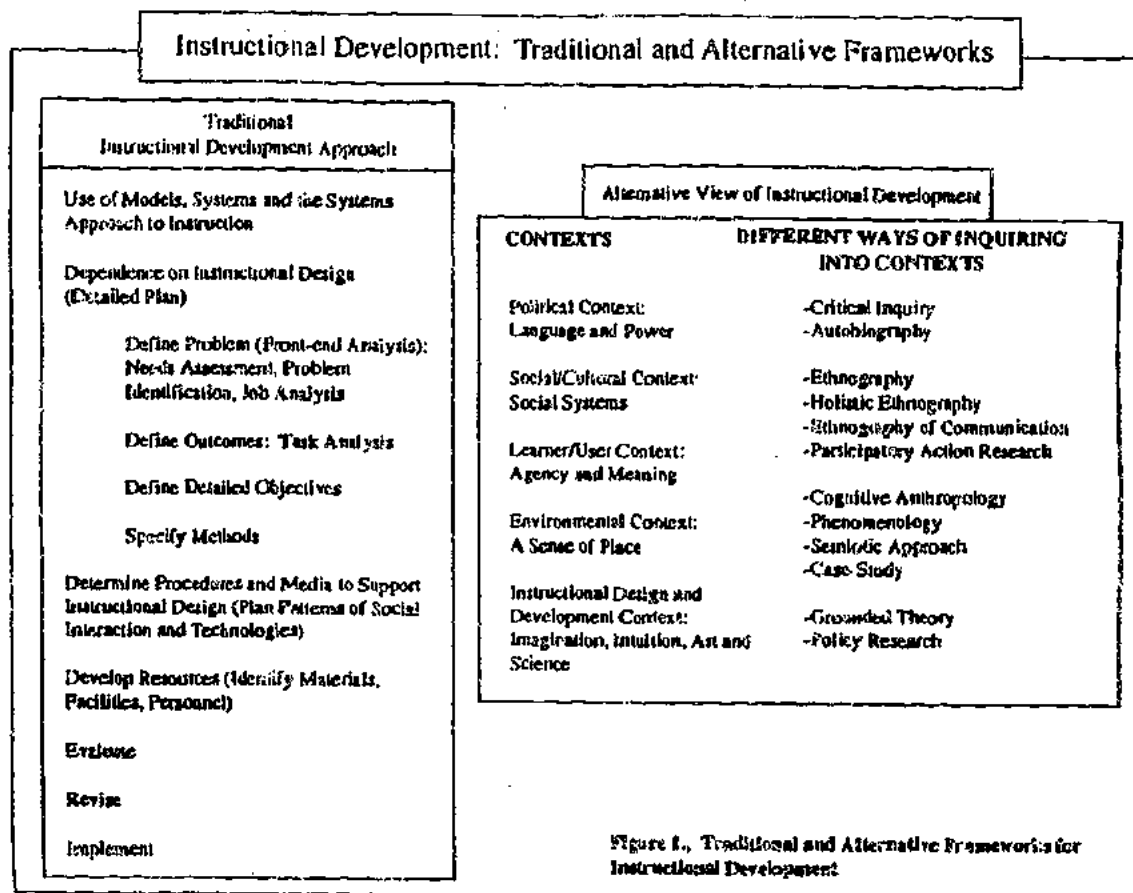 Instructional Development: Traditional and Alternative Frameworks
Traditional
Instructional Development Approach
Use of Models, Systems and the Systems
Approach to Instruction
Dependence on Instructional Design
(Detailed Plan)
Define Problem (Front-end Analysis):
Needs Assessment, Problem
Identification, Job Analysis
Define Outcomes: Task Analysis
Define Detailed Objectives
Specify Methods
Determine Procedures and Media to Support
Instructional Design (Plan Patterns of Social
Interaction and Technologies)
Develop Resources (Identify Materials,
Facilities, Personnel)
Evaluate
Revise
Implement
Alternative View of Instructional Development
CONTEXTS
Political Context:
Language and Power
Social/Cultural Context:
Social Systems
Learner/User Context:
Agency and Meaning
Environmental Context:
A Sense of Place
Instructional Design and
Development Context:
Imagination, Intuition, Art and
Science
DIFFERENT WAYS OF INQUIRING
INTO CONTEXTS
-Critical Inquiry
-Autobiography
-Ethnography
-Holistic Ethnography
-Ethnography of Communication
-Participatory Action Research
-Cognitive Anthropology
-Phenomenology
-Semiotic Approach
-Case Study
-Grounded Theory
-Policy Research
Figure 1., Traditional and Alternative Frameworks for
Instructional Development